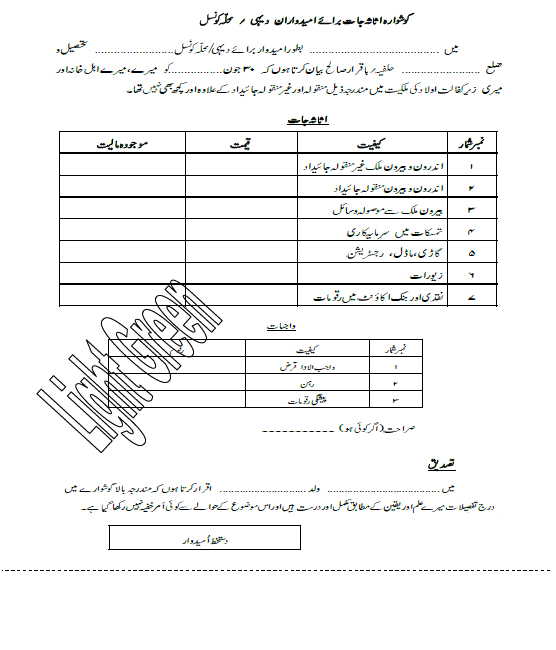 گوشوارہ اثاثہ جات برائے امیدواران دیہی / محلہ کونسل
میں ........................................ بطور امیدوار برائے دیہی/محلہ کونسل ........................ تحصیل و
ضلع ........................ حلفیہ/باقرار صالح بیان کرتا ہوں کہ ۳۰ جون ................کو میرے، میرے اہل خانہ اور
میری زیر کفالت اولاد کی ملکیت میں مندرجہ ذیل منقولہ اور غیر منقولہ جائیداد کے علاوہ اور کچھ بھی نہیں تھا۔
اثاثہ جات
نمبر شمار کیفیت قیمت موجودہ مالیت
۱ اندرون و بیرون ملک غیر منقولہ جائیداد
۲ اندرون و بیرون منقولہ جائیداد
۳ بیرون ملک سے موصولہ وسائل
۴ تمسکات میں سرمایہ کاری
۵ گاڑی، ماڈل، رجسٹریشن
۶ زیورات
۷ نقدی اور بنک اکاؤنٹ میں رقومات
واجبات
نمبر شمار کیفیت رقم
۱ واجب الادا قرض
۲ رہن
۳ پیشگی رقومات
صراحت (اگر کوئی ہو) _ _ _ _ _ _ _ _ _ _ _
تصدیق
میں ........................................ ولد ................................ اقرار کرتا ہوں کہ مندرجہ بالا گوشوارے میں
درج تفصیلات میرے علم اور یقین کے مطابق مکمل اور درست ہیں اور اس موضوع کے حوالے سے کوئی اَمر خفیہ نہیں رکھا گیا ہے۔
دستخط اُمیدوار
Light Green